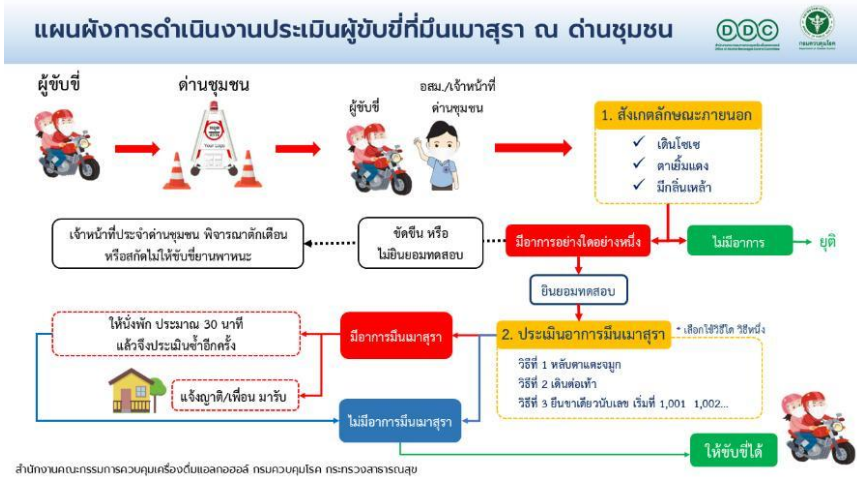 แผนผังการดำเนินงานประเมินผู้ขับขี่ที่มึนเมาสุรา ณ ด่านชุมชน
DDC
กรมควบคุมโรค
ผู้ขับขี่
ด่านชุมชน
ผู้ขับขี่
อสม./เจ้าหน้าที่
ด่านชุมชน
Your Logo
1. สังเกตลักษณะภายนอก
✓ เดินโซเซ
✓ ตาเยิ้มแดง
✓ มีกลิ่นเหล้า
เจ้าหน้าที่ประจำด่านชุมชน พิจารณาตักเตือน
หรือสกัดไม่ให้ขับขี่ยานพาหนะ
ขัดขืน หรือ
ไม่ยินยอมทดสอบ
มีอาการอย่างใดอย่างหนึ่ง
ไม่มีอาการ
ยุติ
ยินยอมทดสอบ
ให้นั่งพัก ประมาณ 30 นาที
แล้วจึงประเมินซ้ำอีกครั้ง
มีอาการมึนเมาสุรา
2. ประเมินอาการมึนเมาสุรา
* เลือกใช้วิธีใด วิธีหนึ่ง
วิธีที่ 1 หลับตาแตะจมูก
วิธีที่ 2 เดินต่อเท้า
วิธีที่ 3 ยืนขาเดียวนับเลข เริ่มที่ 1,001 1,002...
แจ้งญาติ/เพื่อน มารับ
ไม่มีอาการมึนเมาสุรา
ให้ขับขี่ได้
สำนักงานคณะกรรมการควบคุมเครื่องดื่มแอลกอฮอล์ กรมควบคุมโรค กระทรวงสาธารณสุข